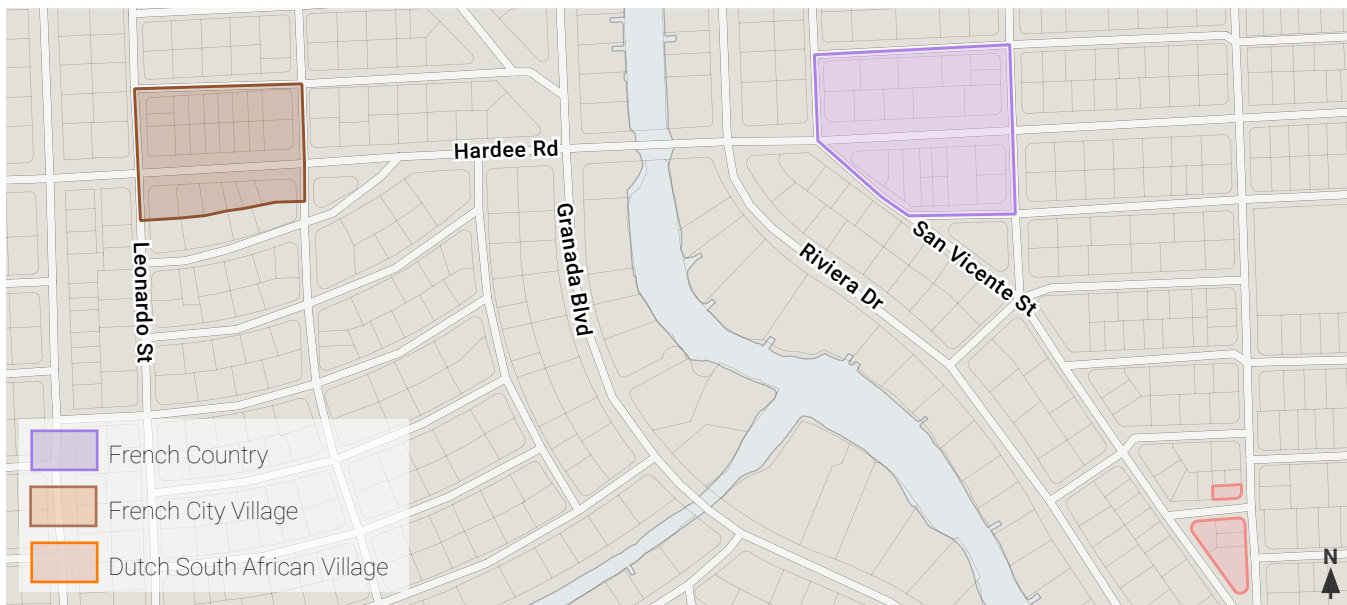 Hardee Rd
Granada Blvd
Leonardo St
Riviera Dr
San Vicente St
French Country
French City Village
Dutch South African Village
N